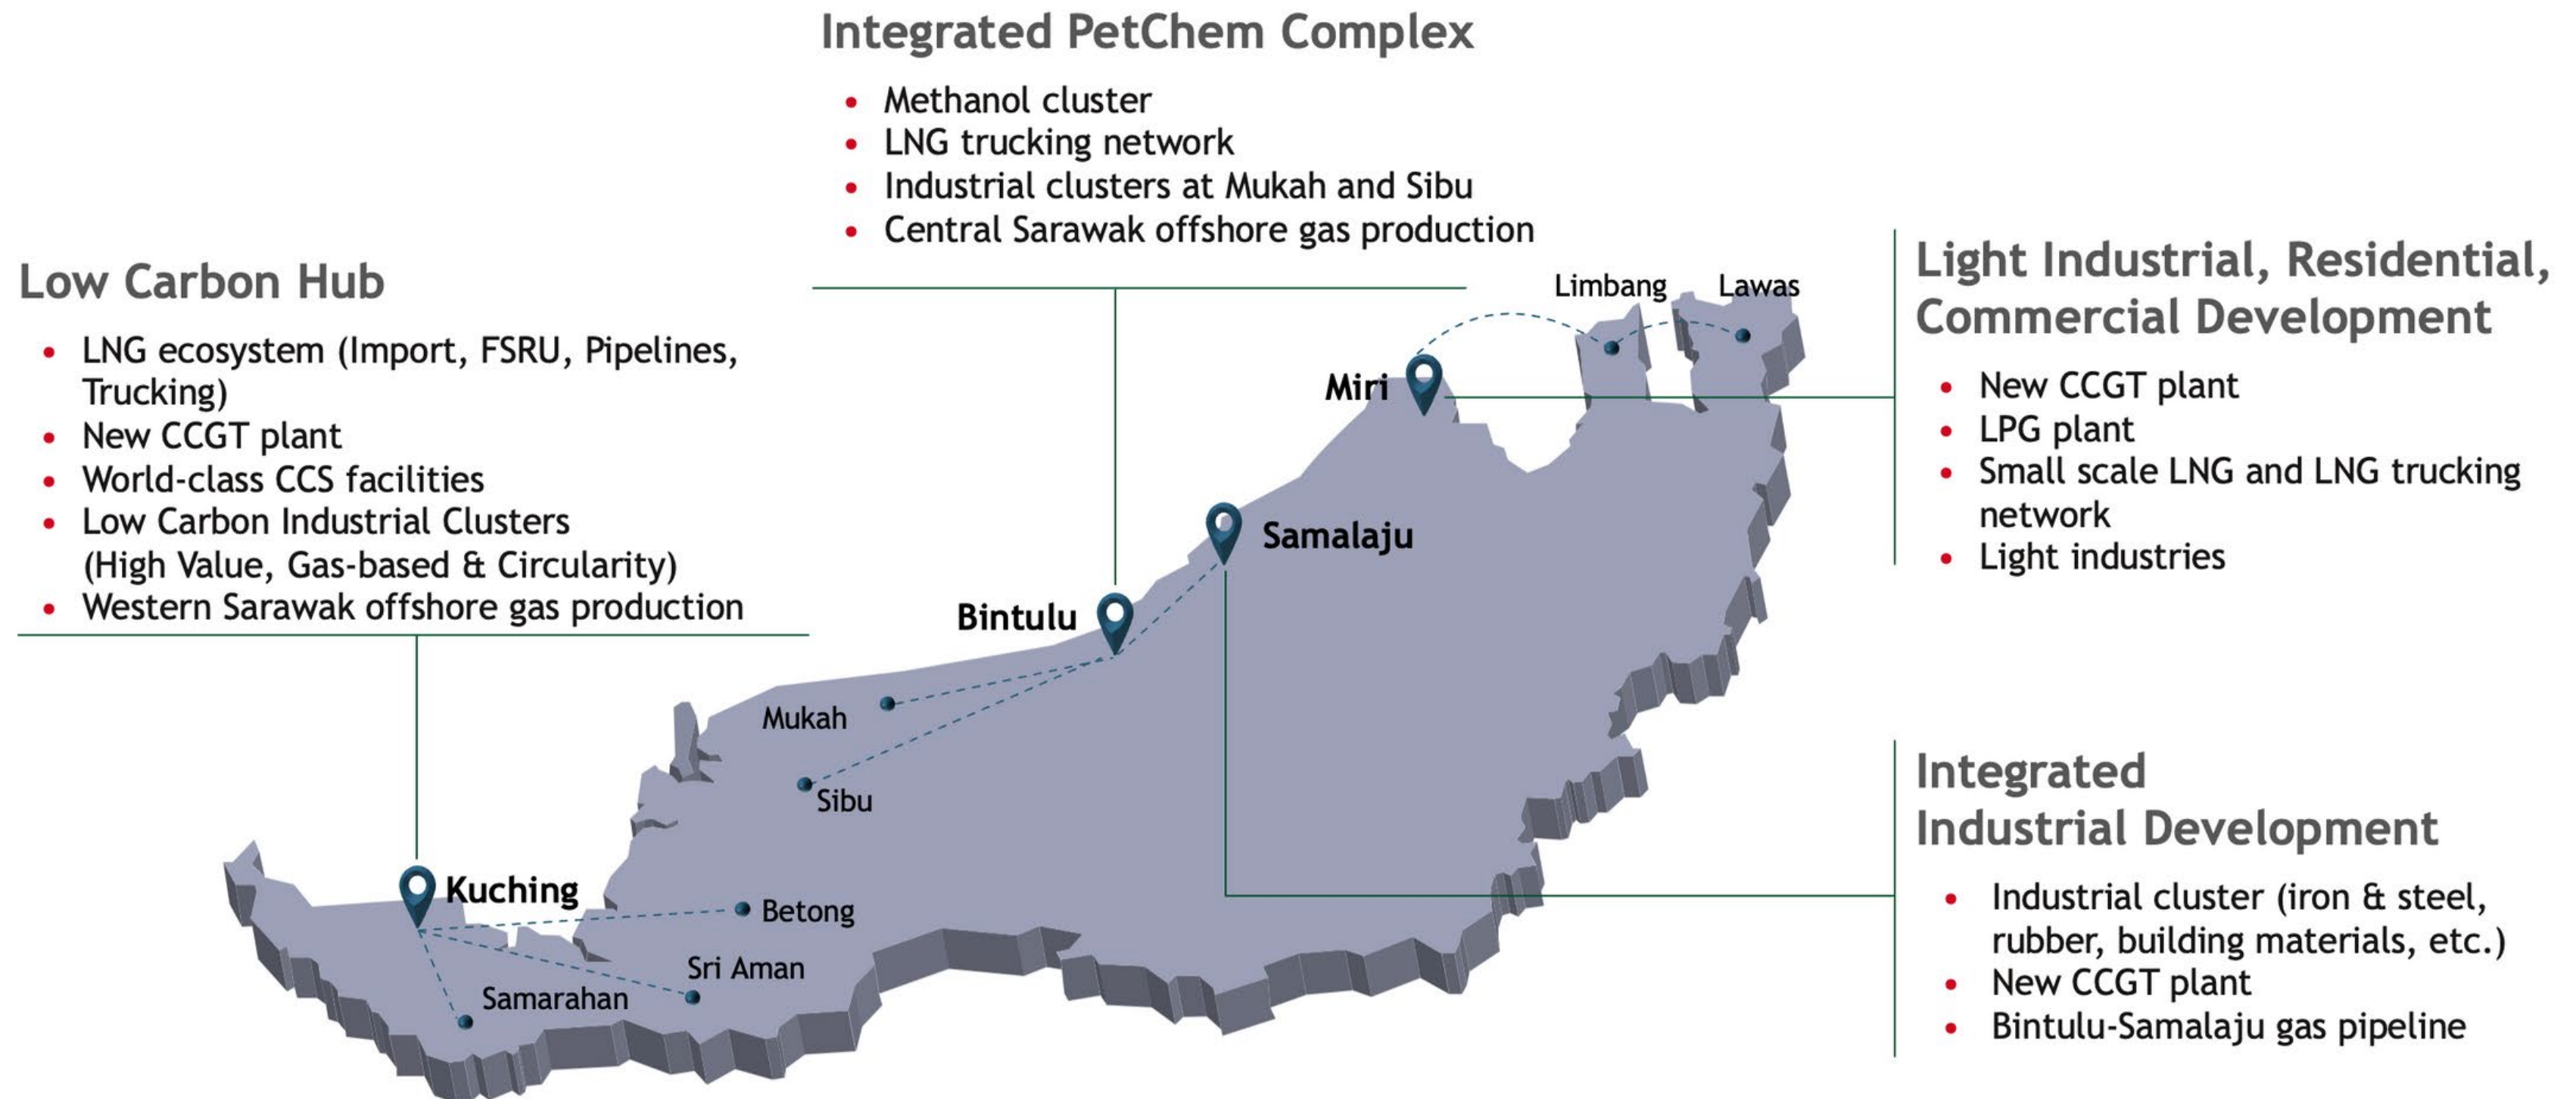 Integrated PetChem Complex
• Methanol cluster
• LNG trucking network
• Industrial clusters at Mukah and Sibu
• Central Sarawak offshore gas production
Low Carbon Hub
• LNG ecosystem (Import, FSRU, Pipelines,
Trucking)
• New CCGT plant
• World-class CCS facilities
• Low Carbon Industrial Clusters
(High Value, Gas-based & Circularity)
• Western Sarawak offshore gas production
Light Industrial, Residential,
Commercial Development
• New CCGT plant
• LPG plant
• Small scale LNG and LNG trucking
network
• Light industries
Limbang
Lawas
Miri
Samalaju
Bintulu
Mukah
Sibu
Kuching
Betong
Sri Aman
Samarahan
Integrated
Industrial Development
• Industrial cluster (iron & steel,
rubber, building materials, etc.)
• New CCGT plant
• Bintulu-Samalaju gas pipeline